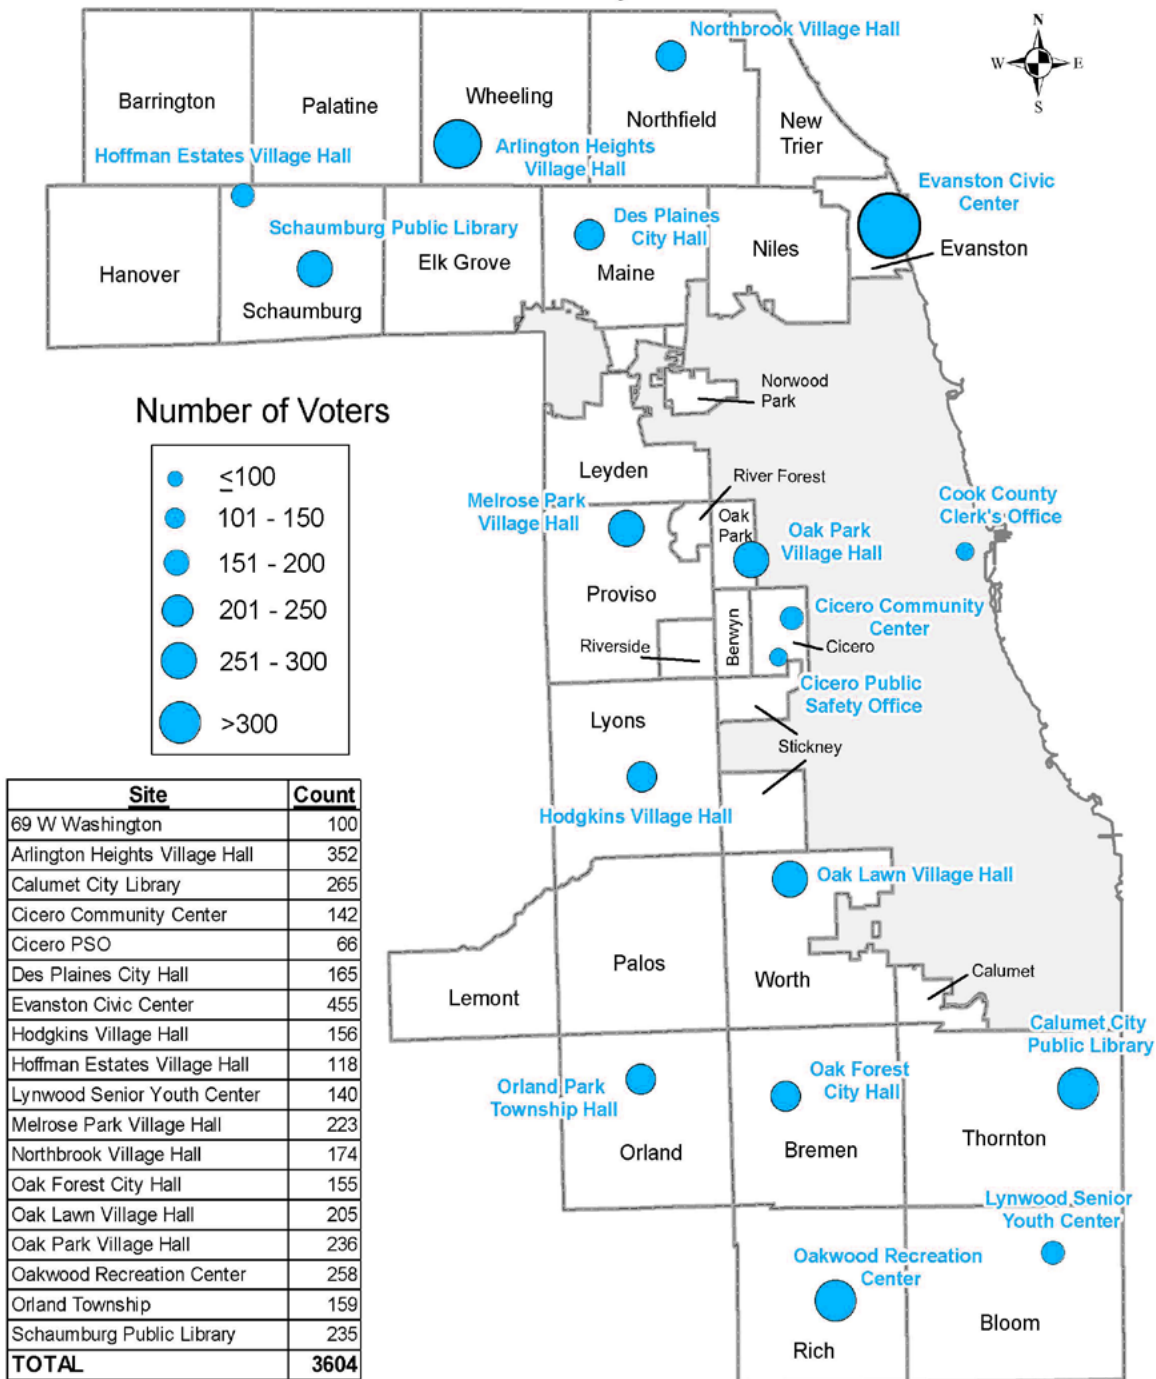 Northbrook Village Hall
N
W
E
S
Barrington
Palatine
Wheeling
Northfield
New
Trier
Hoffman Estates Village Hall
Arlington Heights
Village Hall
Evanston Civic
Center
Schaumburg Public Library
Des Plaines
City Hall
Hanover
Elk Grove
Maine
Niles
Evanston
Schaumburg
Norwood
Park
Number of Voters
≤100
101 - 150
151 - 200
201 - 250
251 - 300
>300
Leyden
River Forest
Melrose Park
Village Hall
Oak
Park
Oak Park
Village Hall
Cook County
Clerk's Office
Proviso
Cicero Community
Center
Riverside
Berwyn
Cicero
Cicero Public
Safety Office
Lyons
Stickney
Hodgkins Village Hall
Oak Lawn Village Hall
Palos
Worth
Calumet
Lemont
Calumet City
Public Library
Orland Park
Township Hall
Oak Forest
City Hall
Orland
Bremen
Thornton
Lynwood Senior
Youth Center
Oakwood Recreation
Center
Rich
Bloom
Site Count
69 W Washington 100
Arlington Heights Village Hall 352
Calumet City Library 265
Cicero Community Center 142
Cicero PSO 66
Des Plaines City Hall 165
Evanston Civic Center 455
Hodgkins Village Hall 156
Hoffman Estates Village Hall 118
Lynwood Senior Youth Center 140
Melrose Park Village Hall 223
Northbrook Village Hall 174
Oak Forest City Hall 155
Oak Lawn Village Hall 205
Oak Park Village Hall 236
Oakwood Recreation Center 258
Orland Township 159
Schaumburg Public Library 235
TOTAL 3604